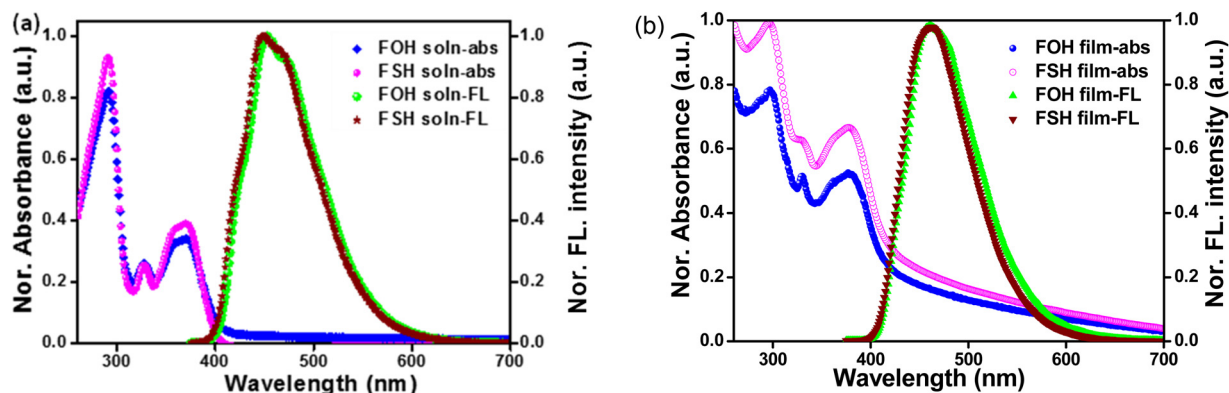 (a)
FOH soln-abs
FSH soln-abs
FOH soln-FL
FSH soln-FL
Nor. Absorbance (a.u.)
1.0
0.8
0.6
0.4
0.2
0.0
1.0
0.8
0.6
0.4
0.2
0.0
Nor. FL. intensity (a.u.)
300 400 500 600 700
Wavelength (nm)
(b)
FOH film-abs
FSH film-abs
FOH film-FL
FSH film-FL
Nor. Absorbance (a.u.)
1.0
0.8
0.6
0.4
0.2
0.0
1.0
0.8
0.6
0.4
0.2
0.0
Nor. FL. intensity (a.u.)
300 400 500 600 700
Wavelength (nm)